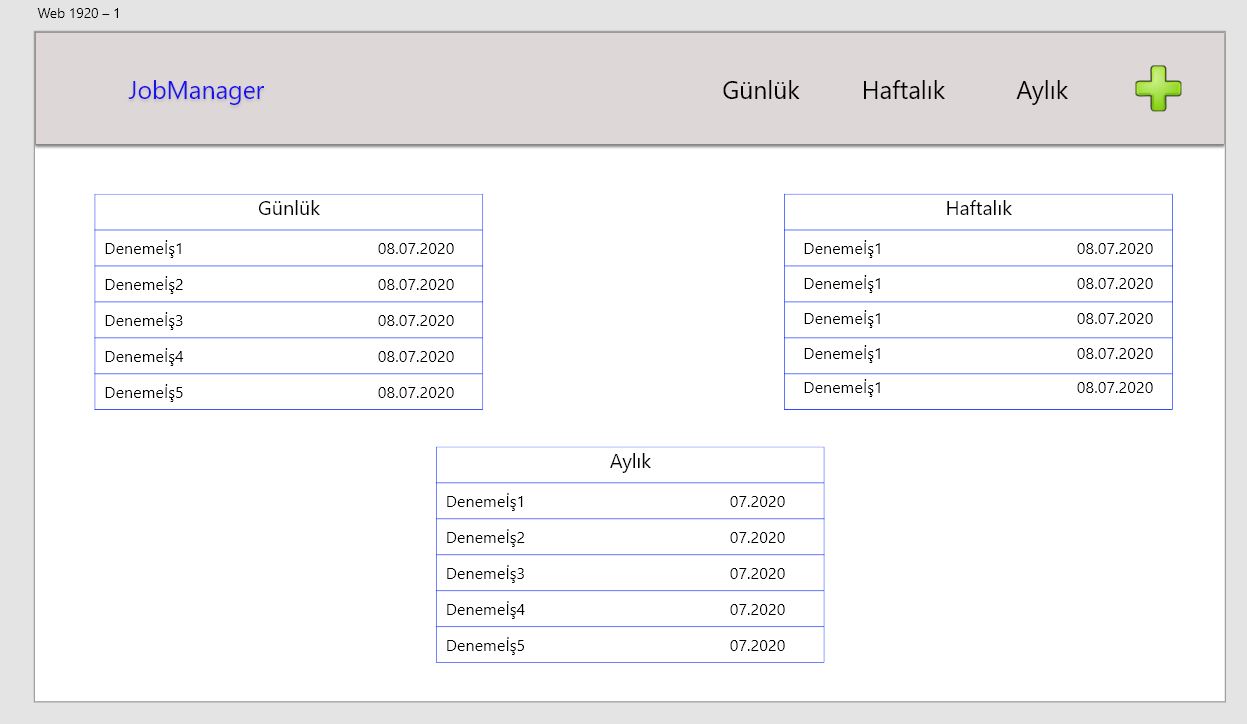 Web 1920 – 1
JobManager Günlük Haftalık Aylık
Günlük
Denemeİş1 08.07.2020
Denemeİş2 08.07.2020
Denemeİş3 08.07.2020
Denemeİş4 08.07.2020
Denemeİş5 08.07.2020
Haftalık
Denemeİş1 08.07.2020
Denemeİş1 08.07.2020
Denemeİş1 08.07.2020
Denemeİş1 08.07.2020
Denemeİş1 08.07.2020
Aylık
Denemeİş1 07.2020
Denemeİş2 07.2020
Denemeİş3 07.2020
Denemeİş4 07.2020
Denemeİş5 07.2020